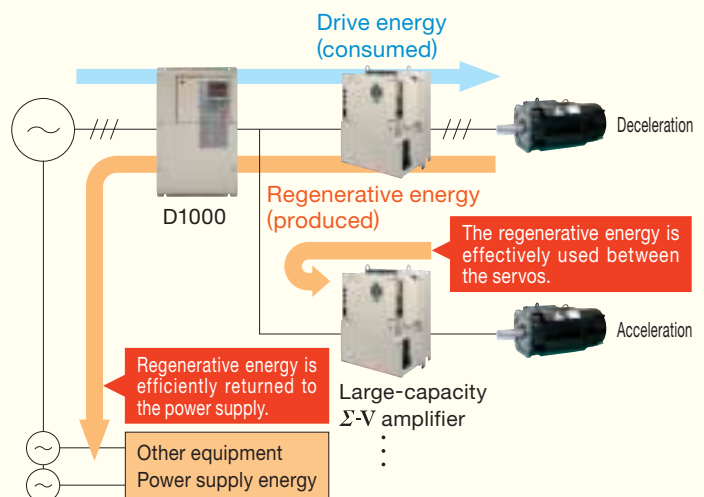 Drive energy
(consumed)
Deceleration
D1000
Regenerative energy
(produced)
The regenerative energy is
effectively used between
the servos.
Acceleration
Regenerative energy is
efficiently returned to
the power supply.
Large-capacity
Σ-V amplifier
Other equipment
Power supply energy